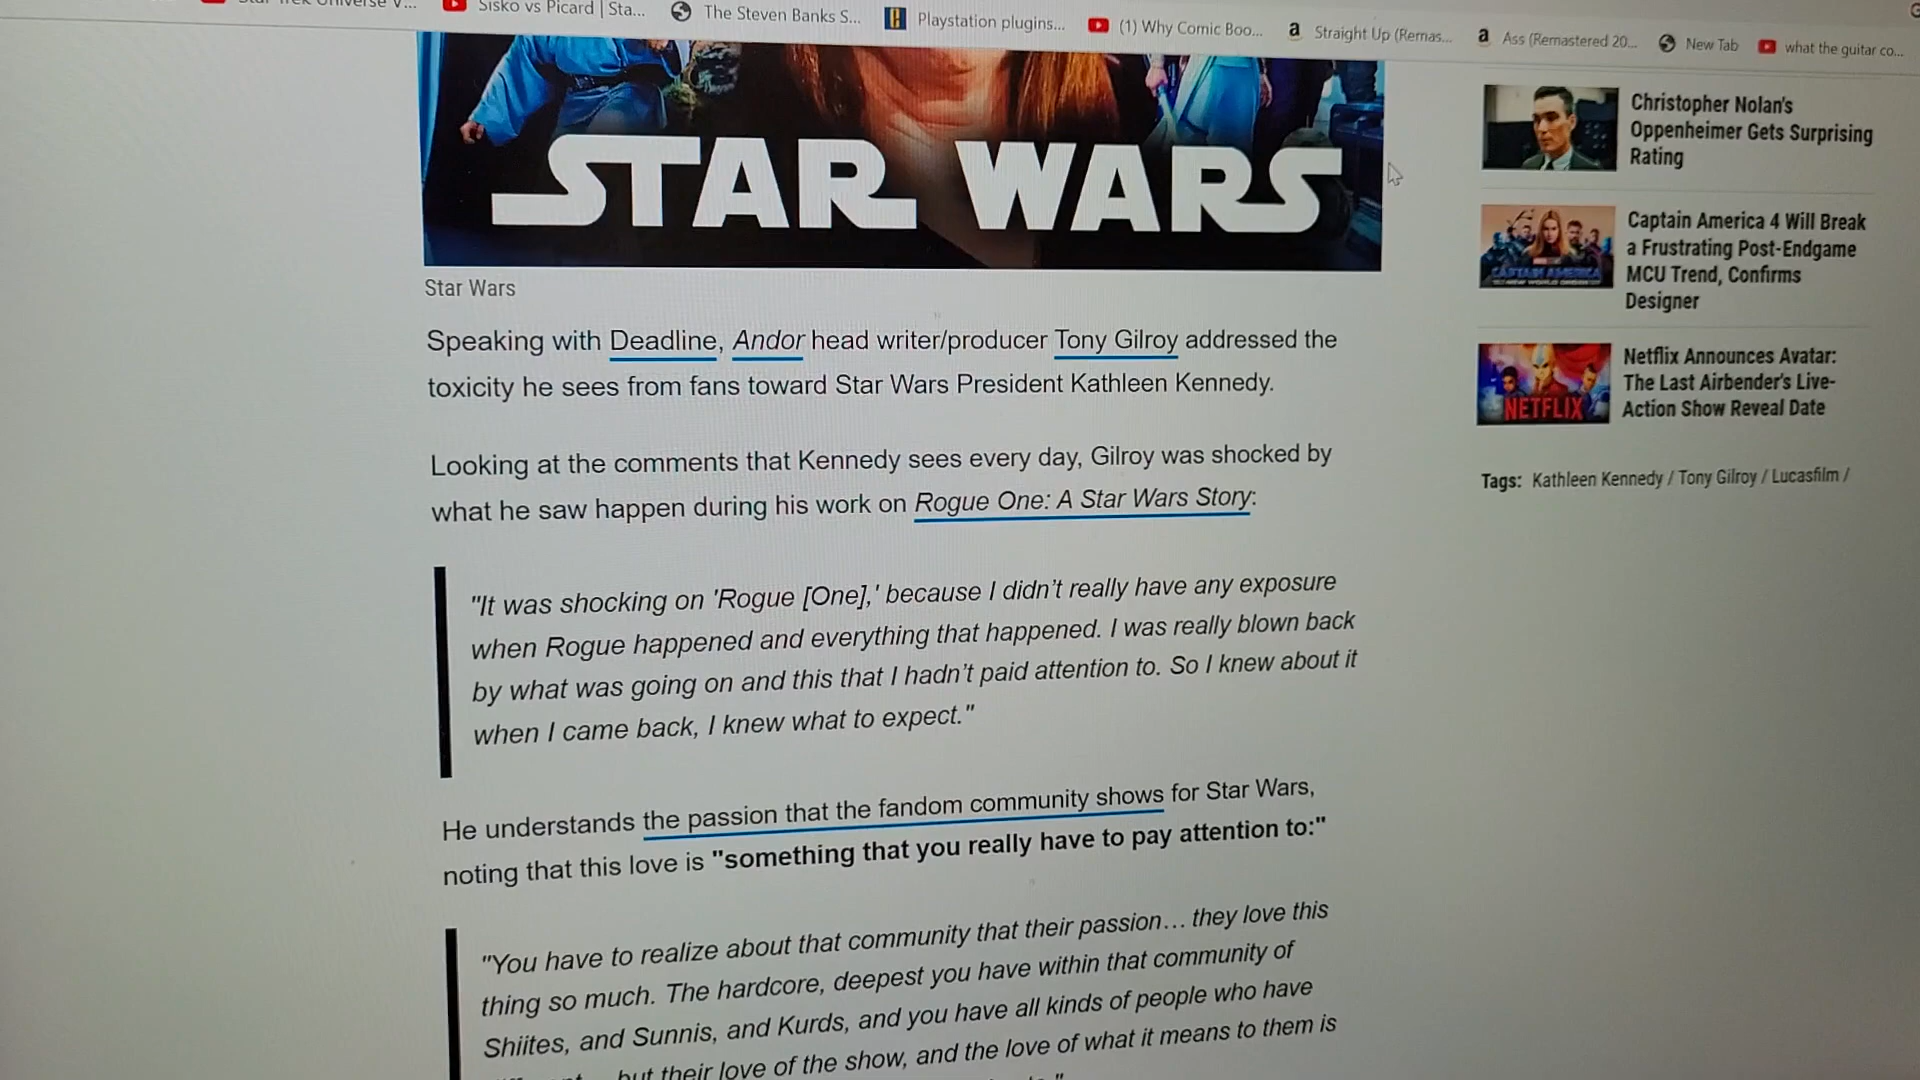 Sisko vs Picard | Sta...
The Steven Banks S...
Playstation plugins...
(1) Why Comic Boo...
Straight Up (Remas...
Ass (Remastered 20...
New Tab
what the guitar co...
STAR WARS
Star Wars
Speaking with Deadline, Andor head writer/producer Tony Gilroy addressed the
toxicity he sees from fans toward Star Wars President Kathleen Kennedy.
Looking at the comments that Kennedy sees every day, Gilroy was shocked by
what he saw happen during his work on Rogue One: A Star Wars Story:
"It was shocking on 'Rogue [One],' because I didn't really have any exposure
when Rogue happened and everything that happened. I was really blown back
by what was going on and this that I hadn't paid attention to. So I knew about it
when I came back, I knew what to expect."
He understands the passion that the fandom community shows for Star Wars,
noting that this love is "something that you really have to pay attention to:"
"You have to realize about that community that their passion... they love this
thing so much. The hardcore, deepest you have within that community of
Shiites, and Sunnis, and Kurds, and you have all kinds of people who have
but their love of the show, and the love of what it means to them is
Christopher Nolan's
Oppenheimer Gets Surprising
Rating
Captain America 4 Will Break
a Frustrating Post-Endgame
MCU Trend, Confirms
Designer
CAPTAIN AMERICA
Netflix Announces Avatar:
The Last Airbender's Live-
Action Show Reveal Date
NETFLIX
Tags: Kathleen Kennedy / Tony Gilroy / Lucasfilm /